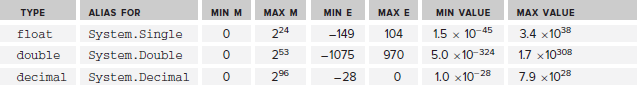 TYPE ALIAS FOR MIN M MAX M MIN E MAX E MIN VALUE MAX VALUE
float System.Single 0 2²⁴ –149 104 1.5 × 10⁻⁴⁵ 3.4 ×10³⁸
double System.Double 0 2⁵³ –1075 970 5.0 ×10⁻³²⁴ 1.7 ×10³⁰⁸
decimal System.Decimal 0 2⁹⁶ –28 0 1.0 ×10⁻²⁸ 7.9 ×10²⁸